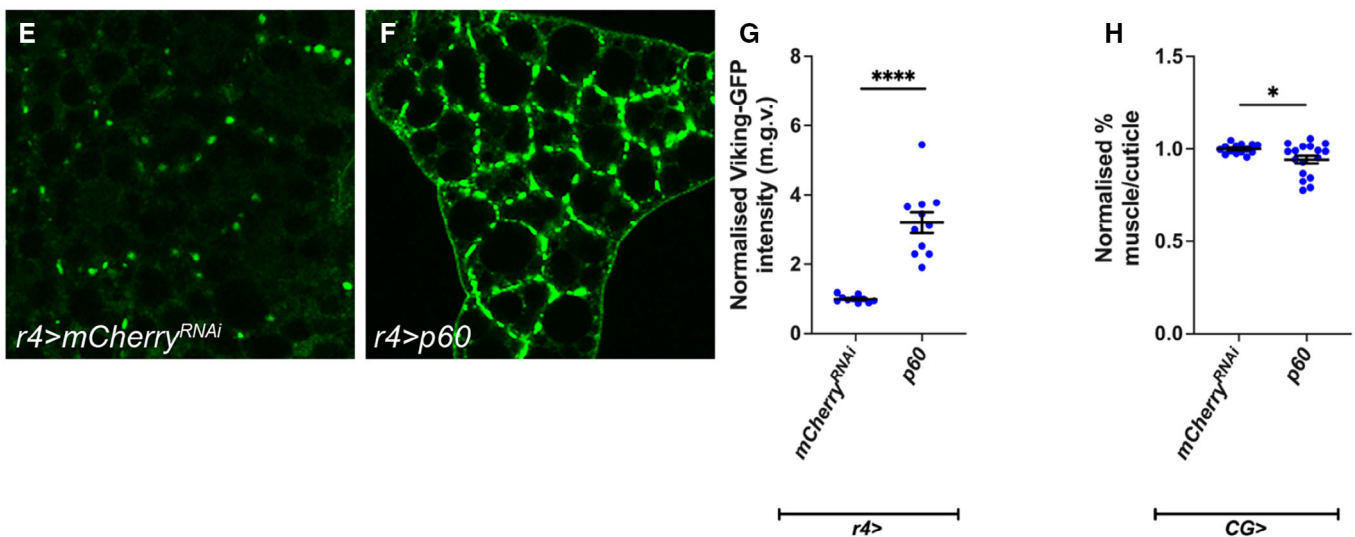 E
r4>mCherryRNAi
F
r4>p60
G
Normalised Viking-GFP
intensity (m.g.v.)
8
6
4
2
0
****
mCherryRNAi
p60
r4>
H
Normalised %
muscle/cuticle
1.5
1.0
0.5
0.0
*
mCherryRNAi
p60
CG>